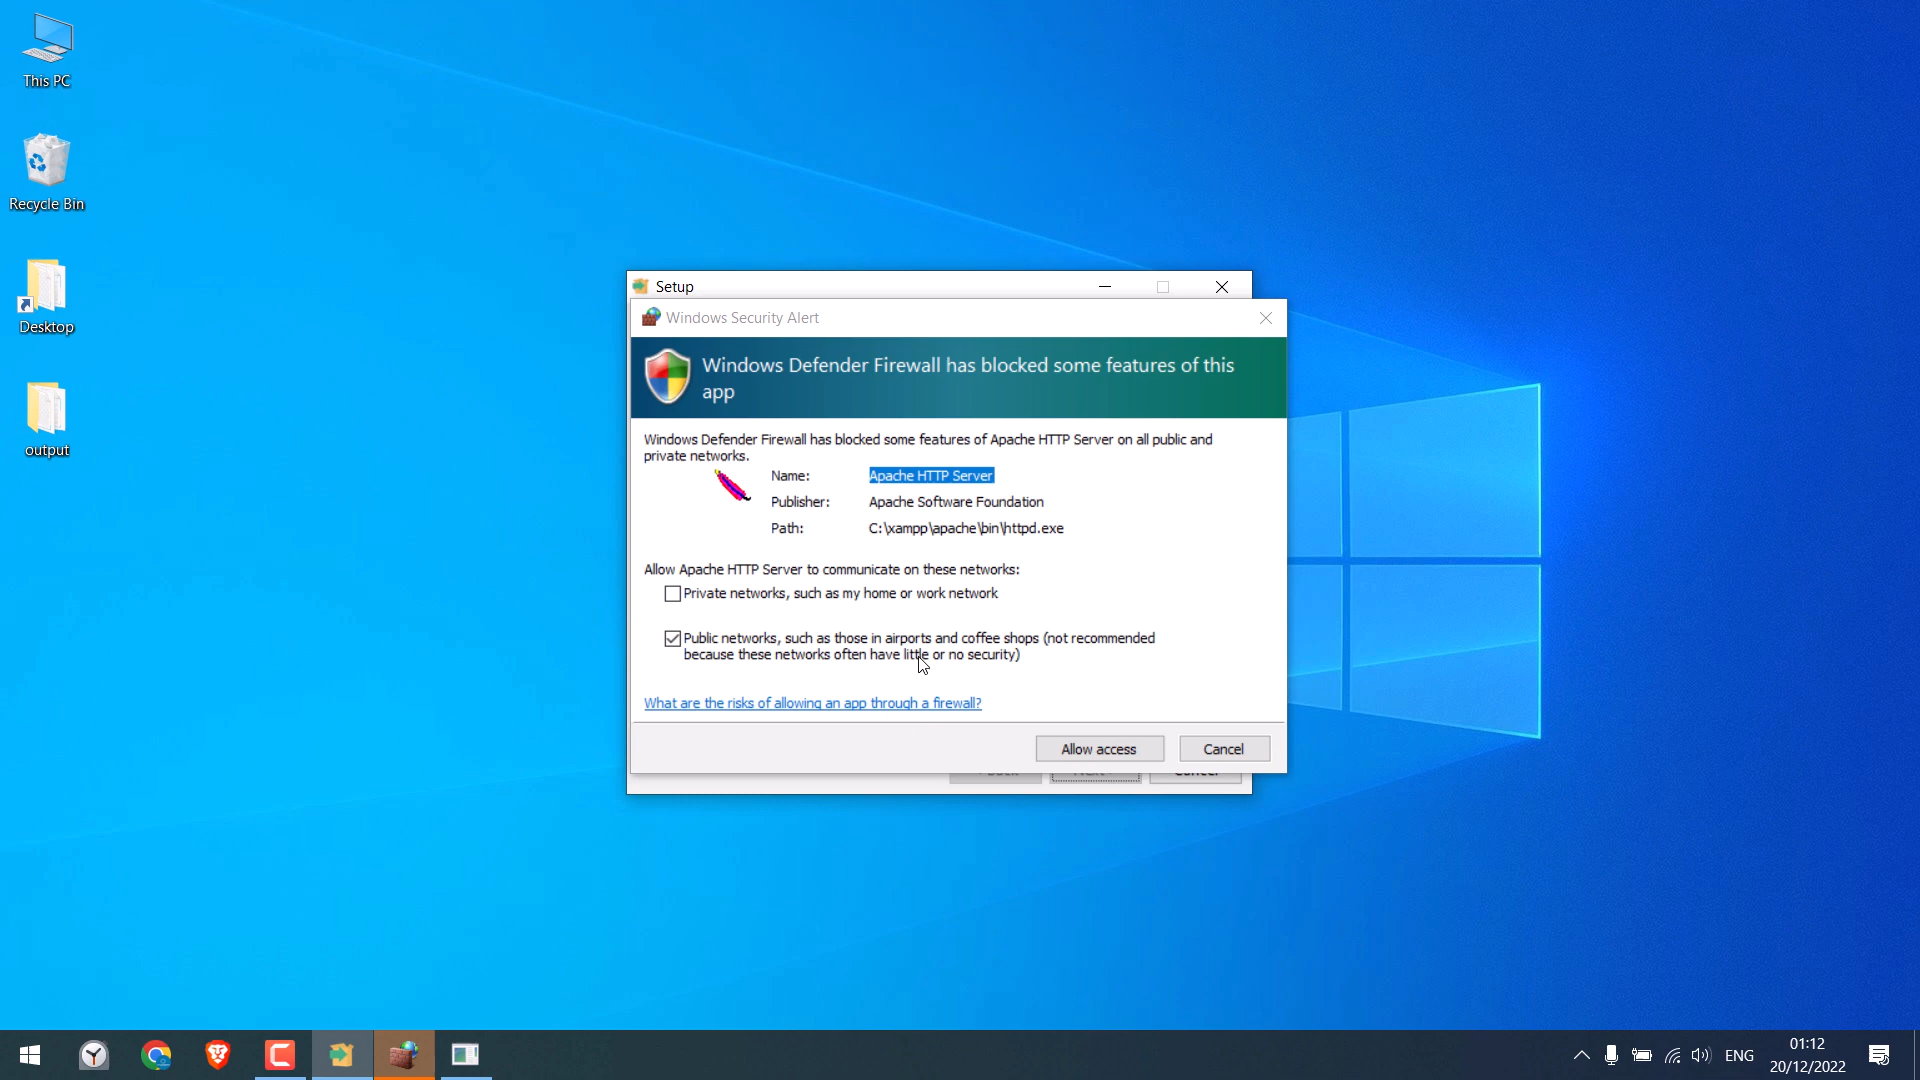 This PC
Recycle Bin
Desktop
output
Setup
Windows Security Alert
Windows Defender Firewall has blocked some features of this
app
Windows Defender Firewall has blocked some features of Apache HTTP Server on all public and
private networks.
Name: Apache HTTP Server
Publisher: Apache Software Foundation
Path: C:\xampp\apache\bin\httpd.exe
Allow Apache HTTP Server to communicate on these networks:
Private networks, such as my home or work network
Public networks, such as those in airports and coffee shops (not recommended
because these networks often have little or no security)
What are the risks of allowing an app through a firewall?
Allow access Cancel
Cancel
ENG
01:12
20/12/2022